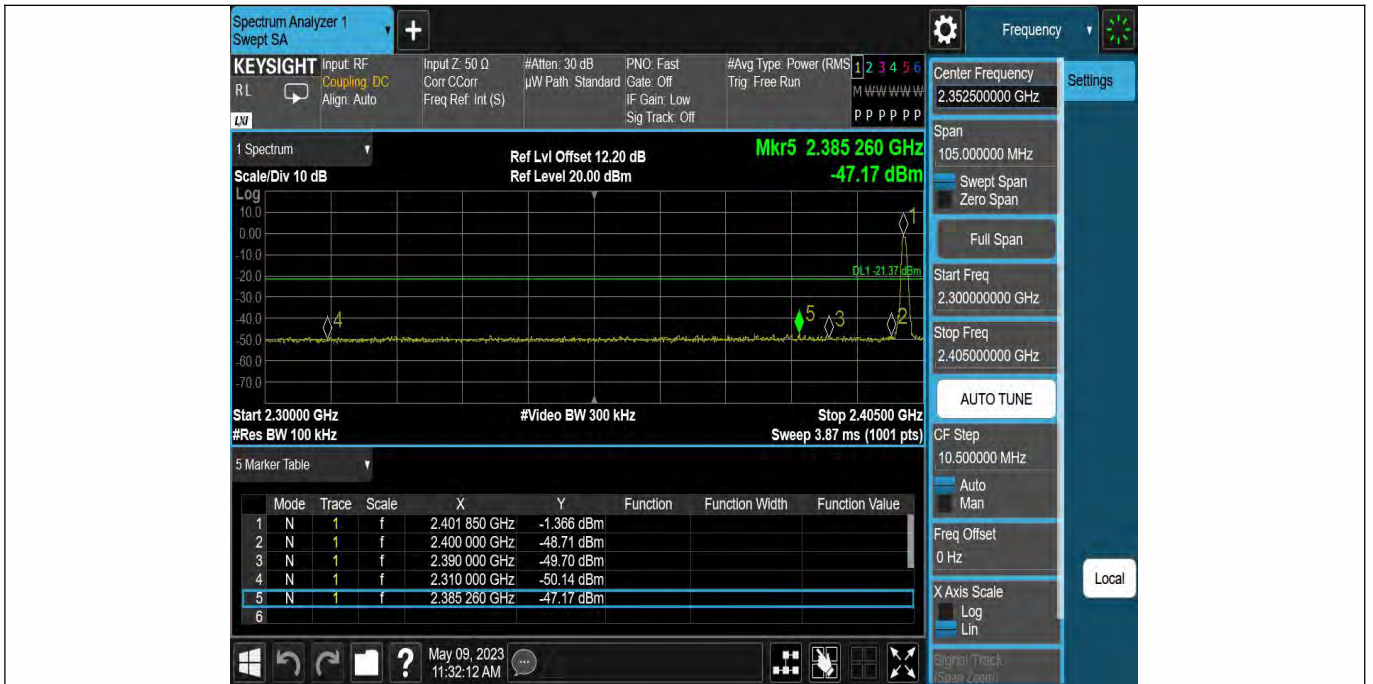 Spectrum Analyzer 1
Swept SA
+
Frequency
KEYSIGHT
RL
LXI
Input: RF
Coupling: DC
Align: Auto
Input Z: 50 Ω
Corr CCorr
Freq Ref: Int (S)
#Atten: 30 dB
µW Path: Standard
PNO: Fast
Gate: Off
IF Gain: Low
Sig Track: Off
#Avg Type: Power (RMS
Trig: Free Run
1 2 3 4 5 6
M W W W W W
P P P P P P
1 Spectrum
Scale/Div 10 dB
Ref Lvl Offset 12.20 dB
Ref Level 20.00 dBm
Mkr5 2.385 260 GHz
-47.17 dBm
Log
10.0
0.00
-10.0
-20.0
-30.0
-40.0
-50.0
-60.0
-70.0
DL1 -21.37 dBm
1
2
3
4
5
Start 2.30000 GHz
#Res BW 100 kHz
#Video BW 300 kHz
Stop 2.40500 GHz
Sweep 3.87 ms (1001 pts)
5 Marker Table
Mode Trace Scale X Y Function Function Width Function Value
1 N 1 f 2.401 850 GHz -1.366 dBm
2 N 1 f 2.400 000 GHz -48.71 dBm
3 N 1 f 2.390 000 GHz -49.70 dBm
4 N 1 f 2.310 000 GHz -50.14 dBm
5 N 1 f 2.385 260 GHz -47.17 dBm
6
May 09, 2023
11:32:12 AM
?
Center Frequency
2.352500000 GHz
Settings
Span
105.000000 MHz
Swept Span
Zero Span
Full Span
Start Freq
2.300000000 GHz
Stop Freq
2.405000000 GHz
AUTO TUNE
CF Step
10.500000 MHz
Auto
Man
Freq Offset
0 Hz
X Axis Scale
Log
Lin
Signal Track
(Span Zoom)
Local